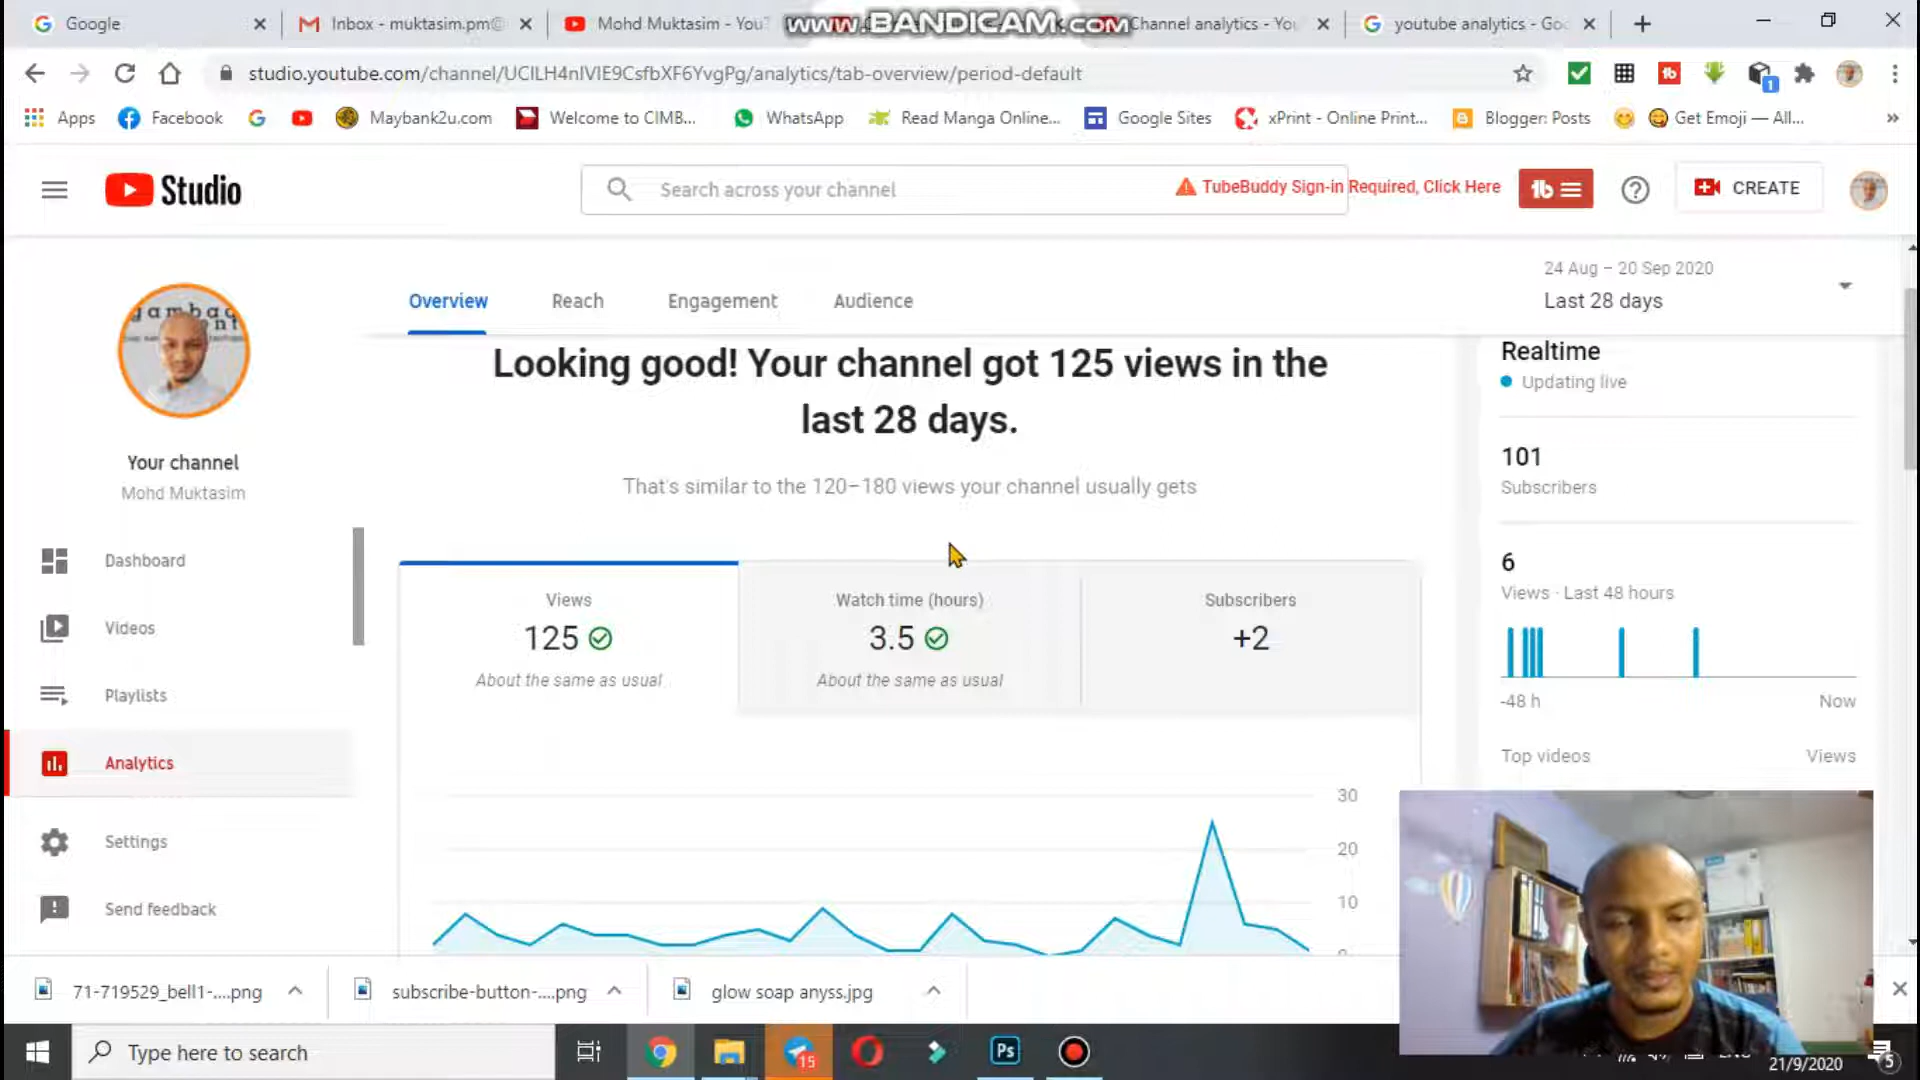 Google
Inbox - muktasim.pm@
Mohd Muktasim - You
www.BANDICAM.com
Channel analytics - You
youtube analytics - Goo
studio.youtube.com/channel/UCILH4nIVIE9CsfbXF6YvgPg/analytics/tab-overview/period-default
1
Apps
Facebook
Maybank2u.com
Welcome to CIMB...
WhatsApp
Read Manga Online...
Google Sites
xPrint - Online Print...
Blogger: Posts
Get Emoji — All...
»
Studio
Search across your channel
TubeBuddy Sign-in Required, Click Here
CREATE
Your channel
Mohd Muktasim
Dashboard
Videos
Playlists
Analytics
Settings
Send feedback
Overview
Reach
Engagement
Audience
24 Aug – 20 Sep 2020
Last 28 days
Looking good! Your channel got 125 views in the
last 28 days.
That's similar to the 120–180 views your channel usually gets
Views
125
About the same as usual
Watch time (hours)
3.5
About the same as usual
Subscribers
+2
30
20
10
0
Realtime
Updating live
101
Subscribers
6
Views · Last 48 hours
-48 h
Now
Top videos
Views
71-719529_bell1-....png
subscribe-button-....png
glow soap anyss.jpg
Type here to search
15
Ps
21/9/2020
5